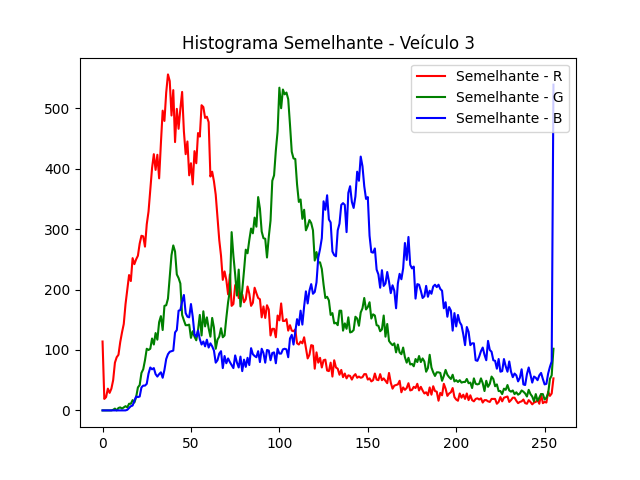 Histograma Semelhante - Veículo 3
Semelhante - R
Semelhante - G
Semelhante - B
500
400
300
200
100
0
0 50 100 150 200 250